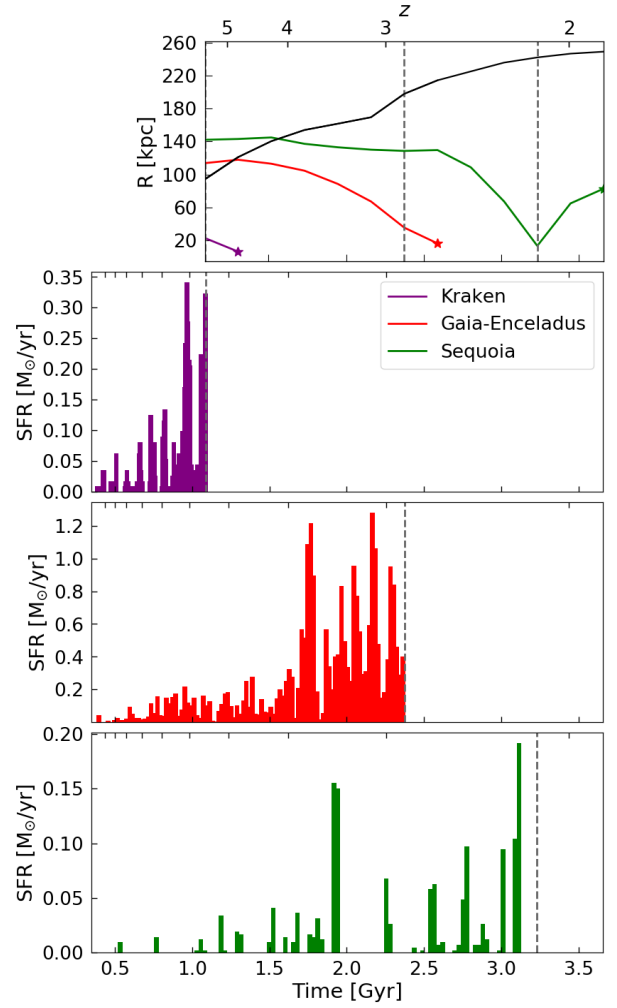 z
5 4 3 2
260
220
180
140
100
60
20
R [kpc]
0.35
0.30
0.25
0.20
0.15
0.10
0.05
0.00
SFR [M⊙/yr]
Kraken
Gaia-Enceladus
Sequoia
1.2
1.0
0.8
0.6
0.4
0.2
SFR [M⊙/yr]
0.20
0.15
0.10
0.05
0.00
SFR [M⊙/yr]
0.5 1.0 1.5 2.0 2.5 3.0 3.5
Time [Gyr]